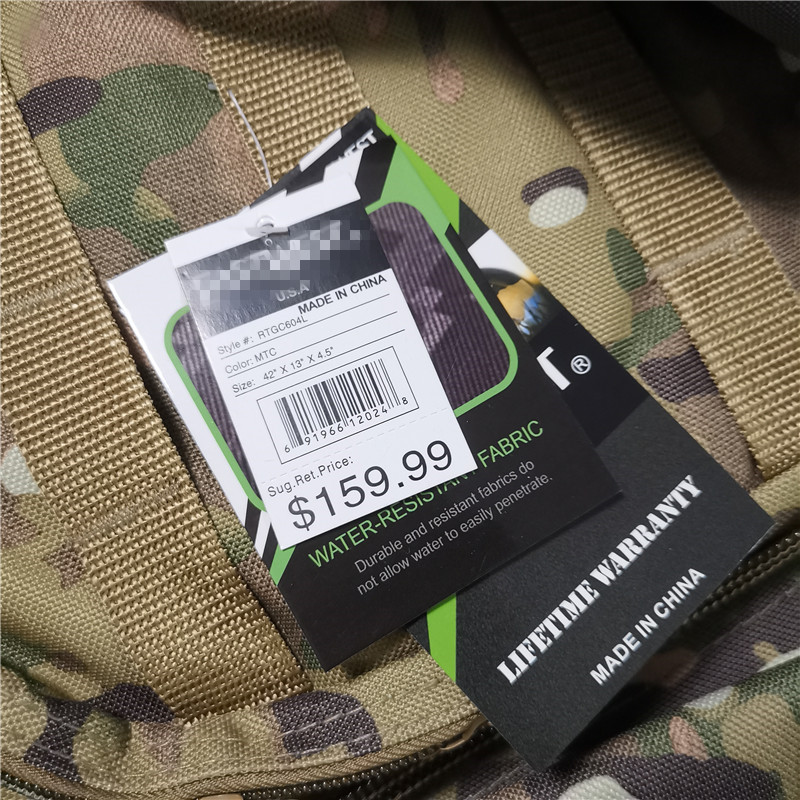 U.S.A
MADE IN CHINA
Style #: RTGC604L
Color: MTC
Size: 42" X 13" X 4.5"
6 91966 12024 8
Sug.Ret.Price:
$159.99
WATER-RESISTANT FABRIC
Durable and resistant fabrics do
not allow water to easily penetrate.
T®
LIFETIME WARRANTY
MADE IN CHINA